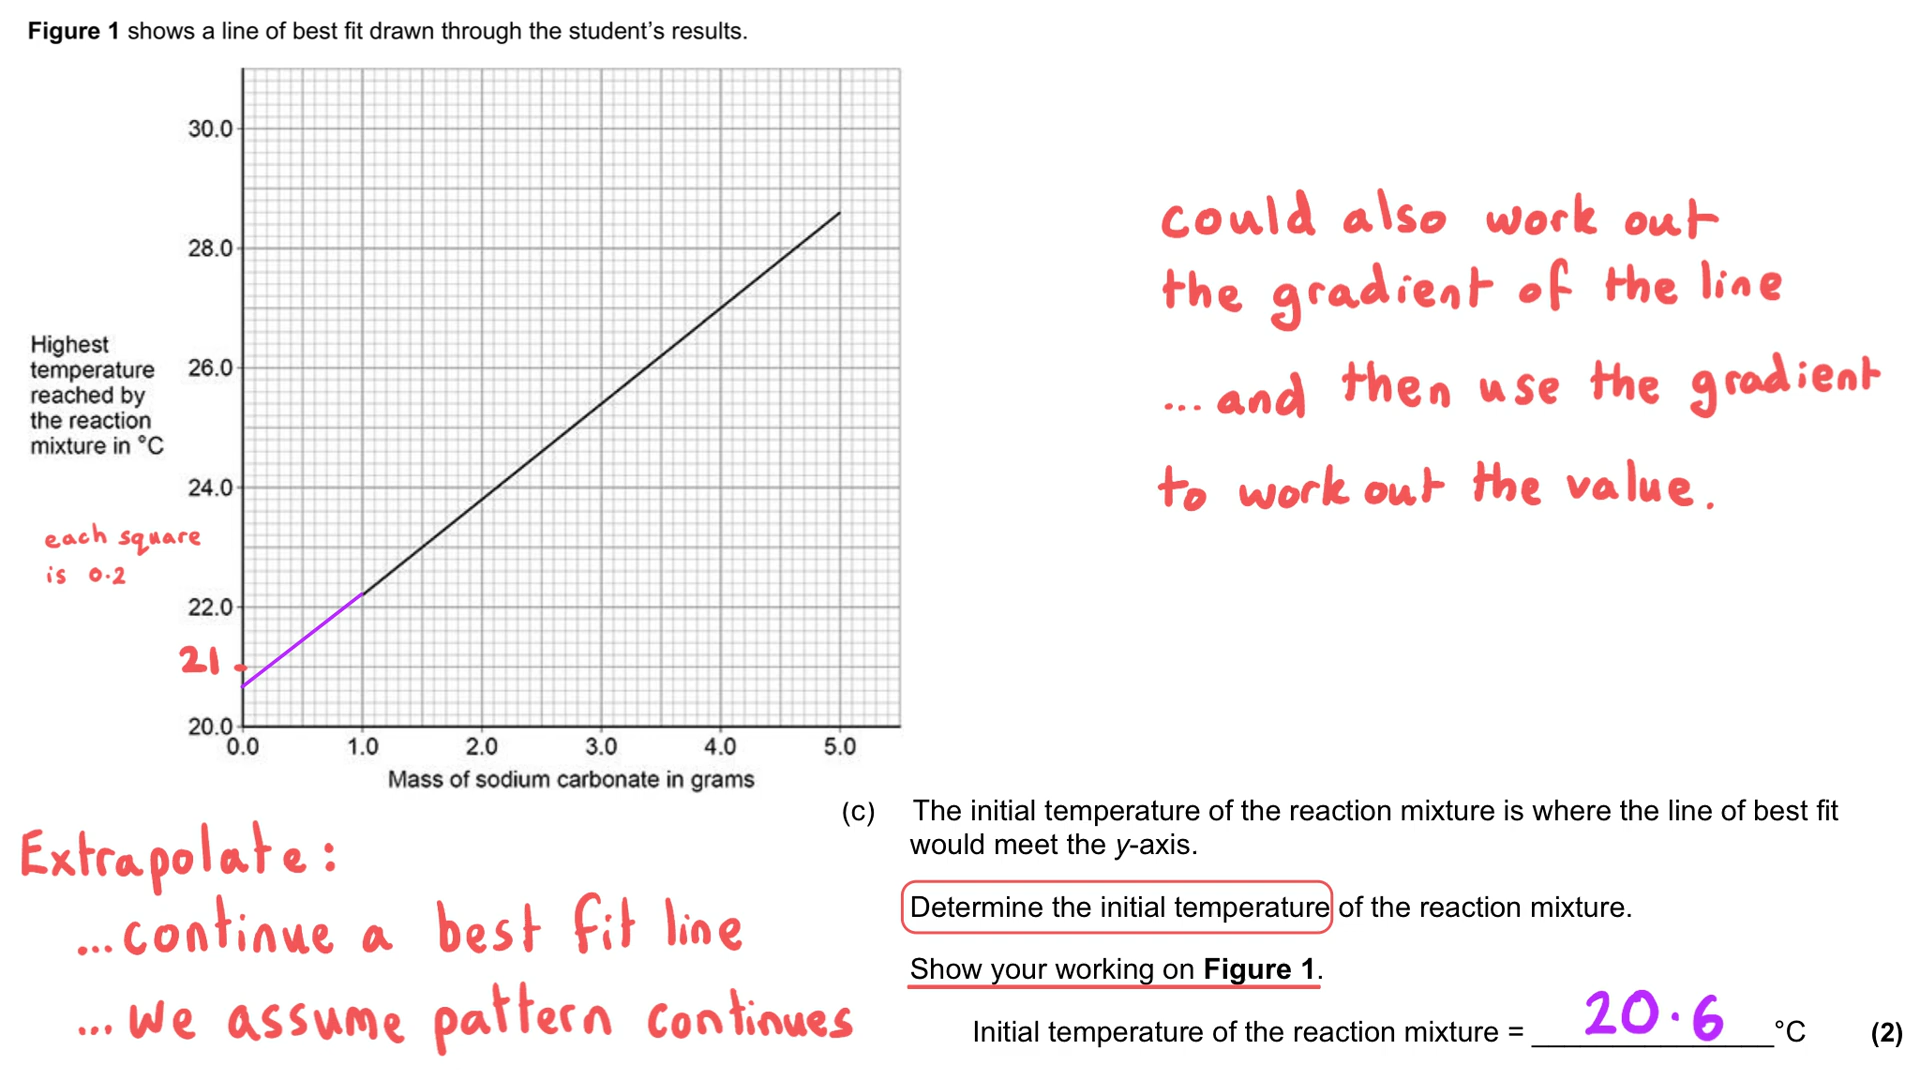 Figure 1 shows a line of best fit drawn through the student's results.
30.0
28.0
26.0
24.0
22.0
21
20.0
Highest
temperature
reached by
the reaction
mixture in °C
each square
is 0.2
0.0 1.0 2.0 3.0 4.0 5.0
Mass of sodium carbonate in grams
could also work out
the gradient of the line
... and then use the gradient
to work out the value.
Extrapolate:
... continue a best fit line
... we assume pattern continues
(c) The initial temperature of the reaction mixture is where the line of best fit
would meet the y-axis.
Determine the initial temperature of the reaction mixture.
Show your working on Figure 1.
Initial temperature of the reaction mixture = 20.6 °C (2)